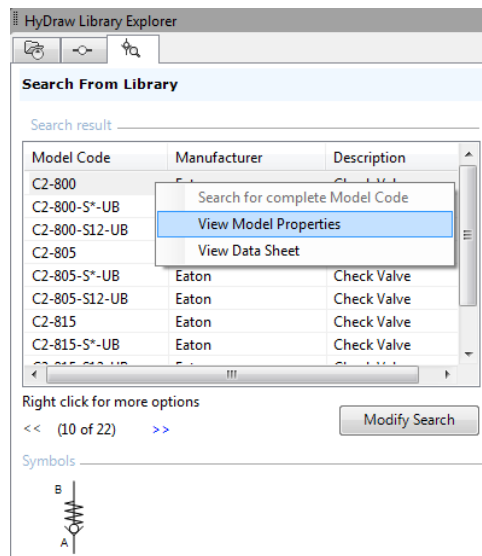 HyDraw Library Explorer
Search From Library
Search result
Model Code Manufacturer Description
C2-800
C2-800-S*-UB
C2-800-S12-UB
C2-805
Search for complete Model Code
View Model Properties
View Data Sheet
C2-805-S*-UB Eaton Check Valve
C2-805-S12-UB Eaton Check Valve
C2-815 Eaton Check Valve
C2-815-S*-UB Eaton Check Valve
Right click for more options
<< (10 of 22) >>
Modify Search
Symbols
B
A